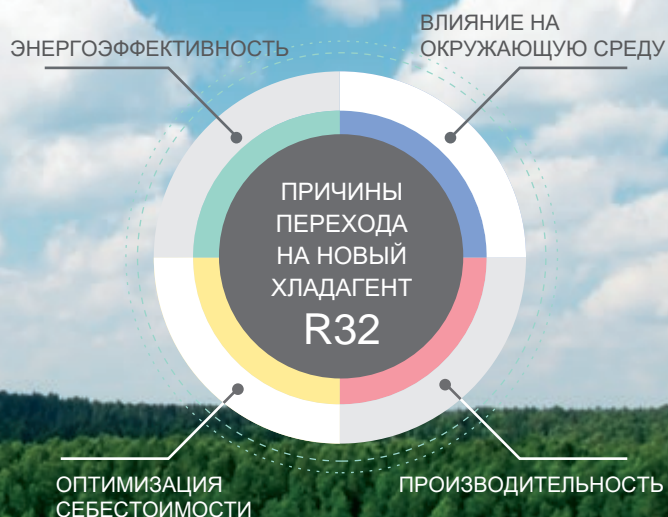 ЭНЕРГОЭФФЕКТИВНОСТЬ
ВЛИЯНИЕ НА
ОКРУЖАЮЩУЮ СРЕДУ
ПРИЧИНЫ
ПЕРЕХОДА
НА НОВЫЙ
ХЛАДАГЕНТ
R32
ОПТИМИЗАЦИЯ
СЕБЕСТОИМОСТИ
ПРОИЗВОДИТЕЛЬНОСТЬ